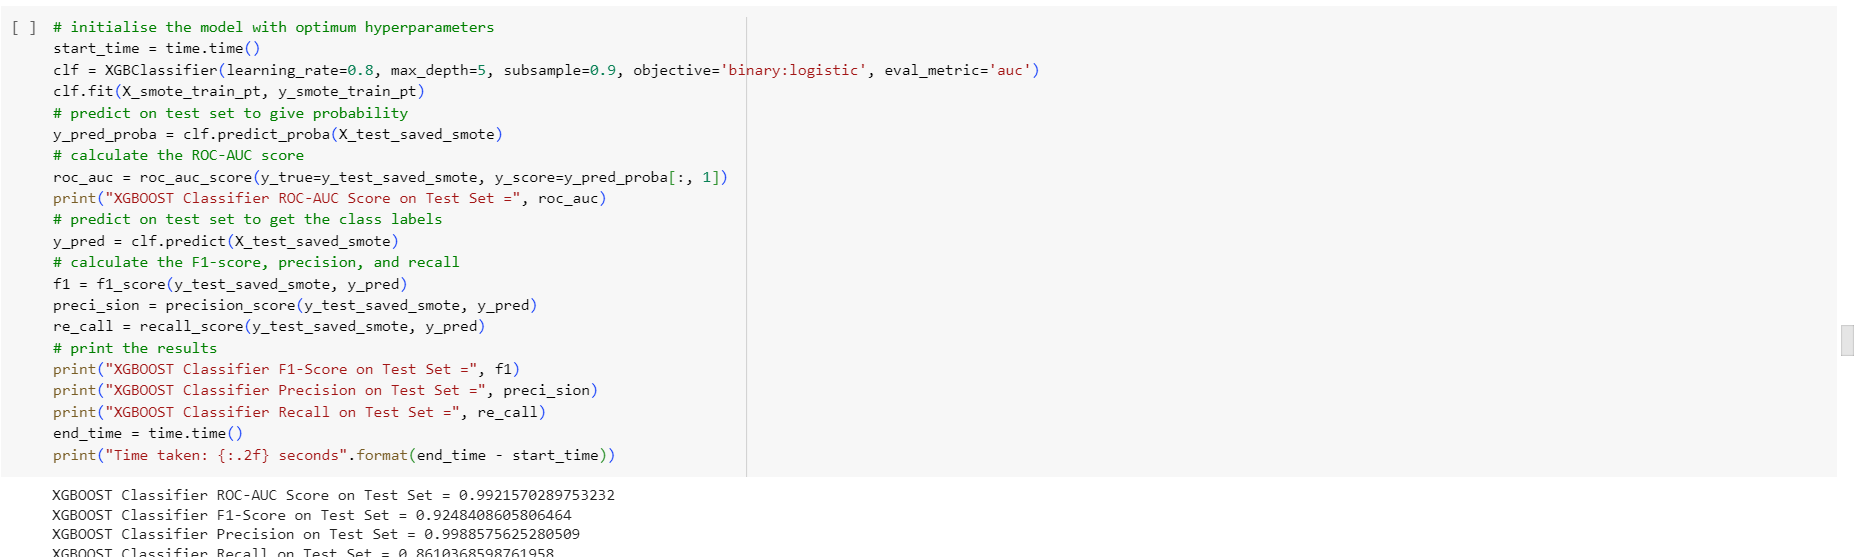 [ ] # initialise the model with optimum hyperparameters
start_time = time.time()
clf = XGBClassifier(learning_rate=0.8, max_depth=5, subsample=0.9, objective='binary:logistic', eval_metric='auc')
clf.fit(X_smote_train_pt, y_smote_train_pt)
# predict on test set to give probability
y_pred_proba = clf.predict_proba(X_test_saved_smote)
# calculate the ROC-AUC score
roc_auc = roc_auc_score(y_true=y_test_saved_smote, y_score=y_pred_proba[:, 1])
print("XGBOOST Classifier ROC-AUC Score on Test Set =", roc_auc)
# predict on test set to get the class labels
y_pred = clf.predict(X_test_saved_smote)
# calculate the F1-score, precision, and recall
f1 = f1_score(y_test_saved_smote, y_pred)
preci_sion = precision_score(y_test_saved_smote, y_pred)
re_call = recall_score(y_test_saved_smote, y_pred)
# print the results
print("XGBOOST Classifier F1-Score on Test Set =", f1)
print("XGBOOST Classifier Precision on Test Set =", preci_sion)
print("XGBOOST Classifier Recall on Test Set =", re_call)
end_time = time.time()
print("Time taken: {:.2f} seconds".format(end_time - start_time))
XGBOOST Classifier ROC-AUC Score on Test Set = 0.9921570289753232
XGBOOST Classifier F1-Score on Test Set = 0.9248408605806464
XGBOOST Classifier Precision on Test Set = 0.9988575625280509
XGBOOST Classifier Recall on Test Set = 0.8610368598761958